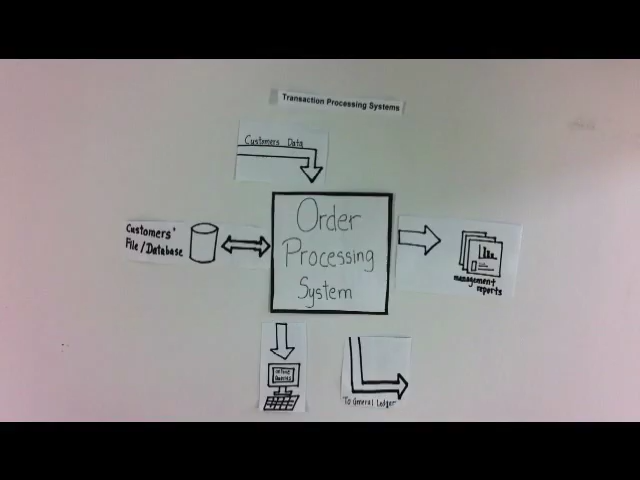 Transaction Processing Systems
Customers Data
Order
Processing
System
Customers'
File/Database
management
reports
To General Ledger